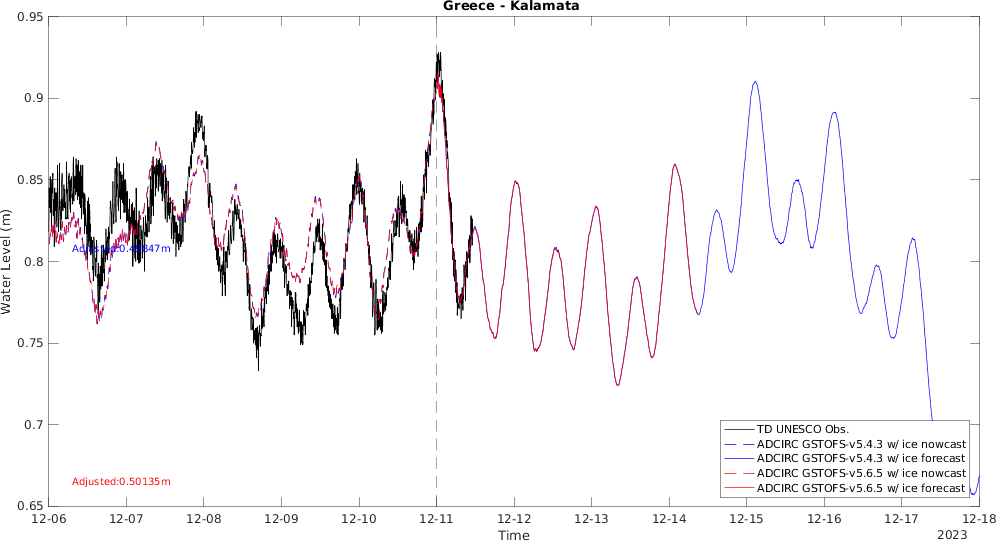 Greece - Kalamata
0.95
0.9
0.85
0.8
0.75
0.7
0.65
Water Level (m)
m
Adjusted:0.50135m
TD UNESCO Obs.
ADCIRC GSTOFS-v5.4.3 w/ ice nowcast
ADCIRC GSTOFS-v5.4.3 w/ ice forecast
ADCIRC GSTOFS-v5.6.5 w/ ice nowcast
ADCIRC GSTOFS-v5.6.5 w/ ice forecast
12-06 12-07 12-08 12-09 12-10 12-11 12-12 12-13 12-14 12-15 12-16 12-17 12-18
Time
2023